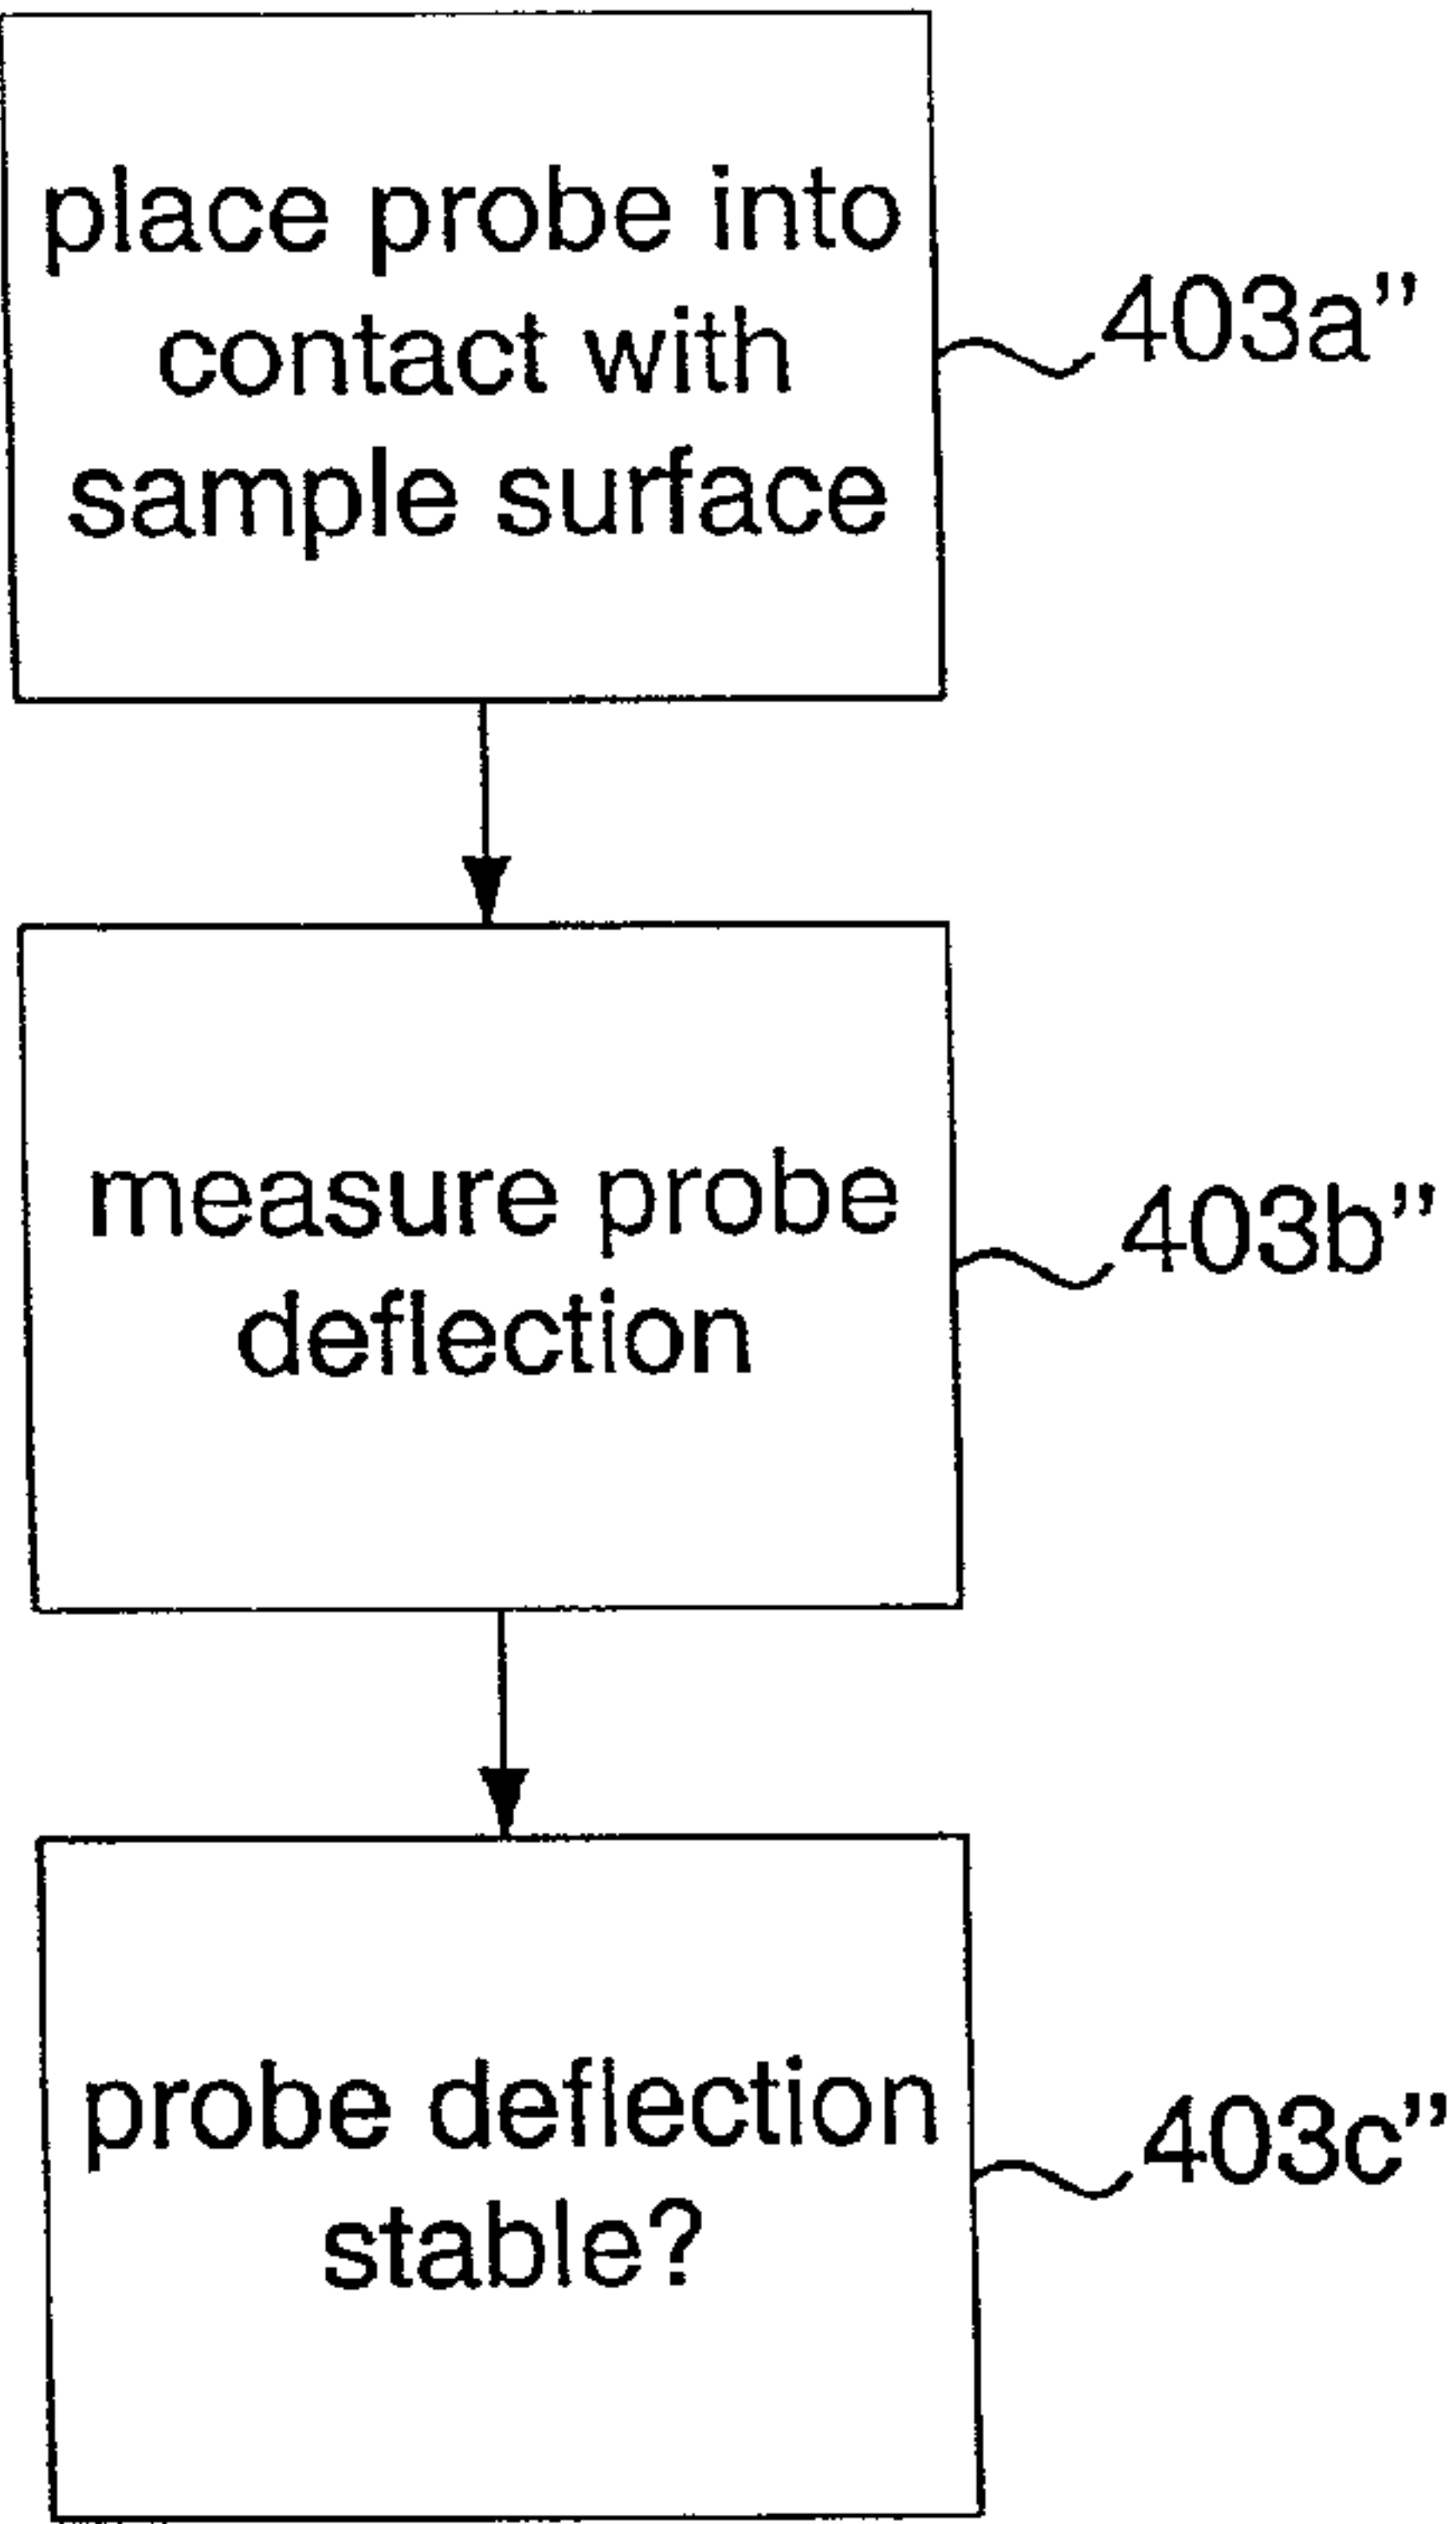 place probe into
contact with
sample surface
403a”
measure probe
deflection
403b”
probe deflection
stable?
403c”